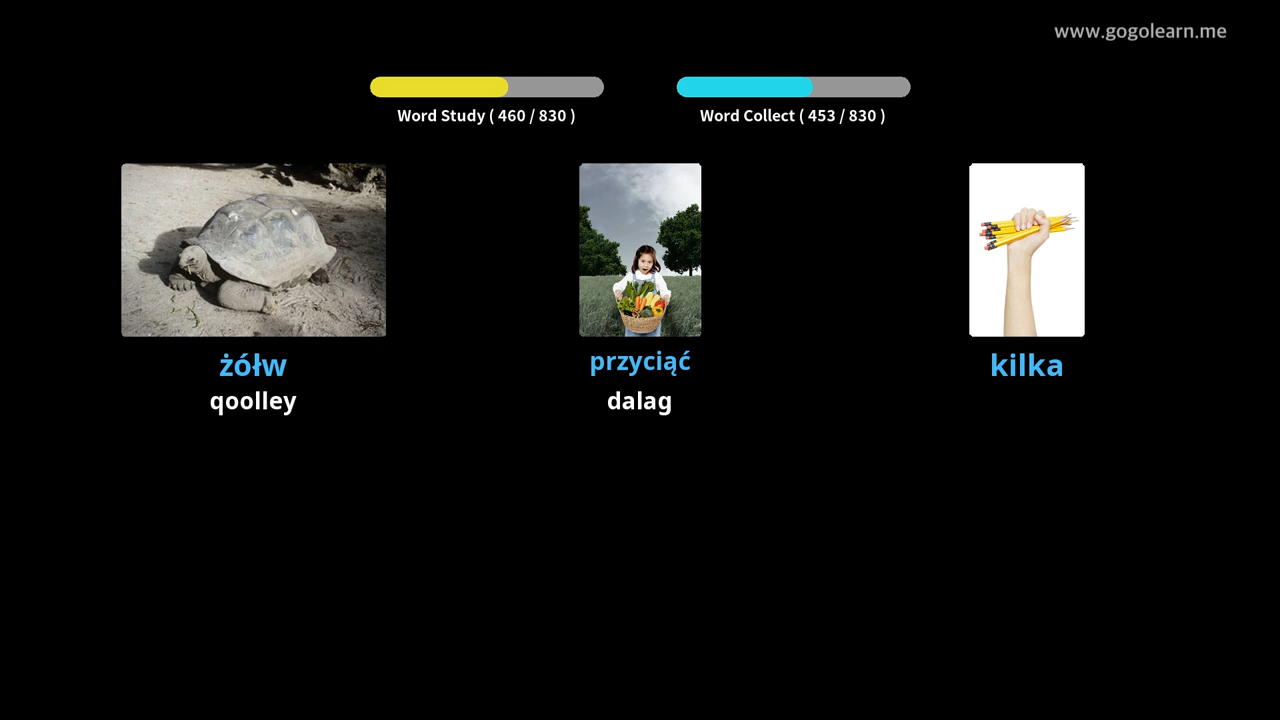 www.gogolearn.me
Word Study ( 460 / 830 )
Word Collect ( 453 / 830 )
żółw
qoolley
przyciąć
dalag
kilka